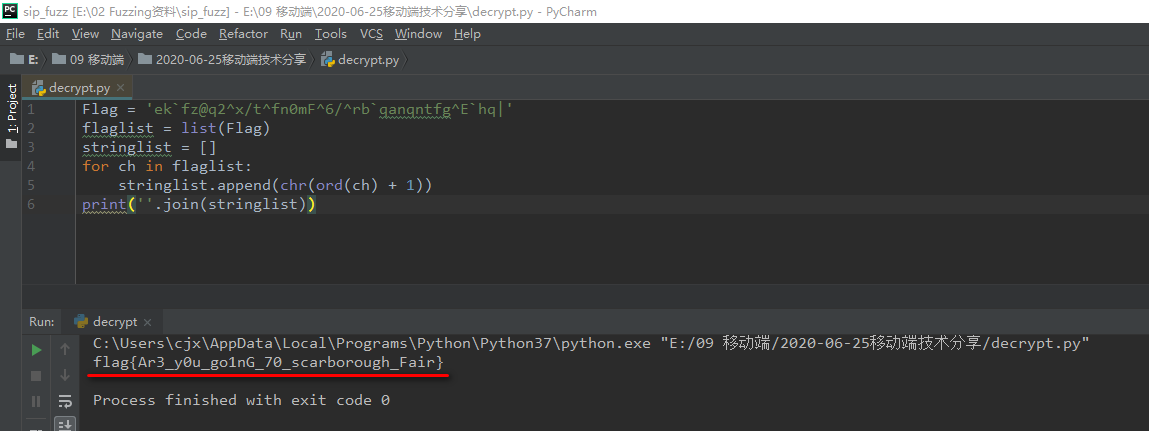 PC sip_fuzz [E:\02 Fuzzing资料\sip_fuzz] - E:\09 移动端\2020-06-25移动端技术分享\decrypt.py - PyCharm
File Edit View Navigate Code Refactor Run Tools VCS Window Help
E: 09 移动端 2020-06-25移动端技术分享 decrypt.py
1: Project
decrypt.py
1 Flag = 'ek`fz@q2^x/t^fn0mF^6/^rb`qanqntfg^E`hq|'
2 flaglist = list(Flag)
3 stringlist = []
4 for ch in flaglist:
5 stringlist.append(chr(ord(ch) + 1))
6 print(''.join(stringlist))
Run: decrypt
C:\Users\cjx\AppData\Local\Programs\Python\Python37\python.exe "E:/09 移动端/2020-06-25移动端技术分享/decrypt.py"
flag{Ar3_y0u_go1nG_70_scarborough_Fair}
Process finished with exit code 0